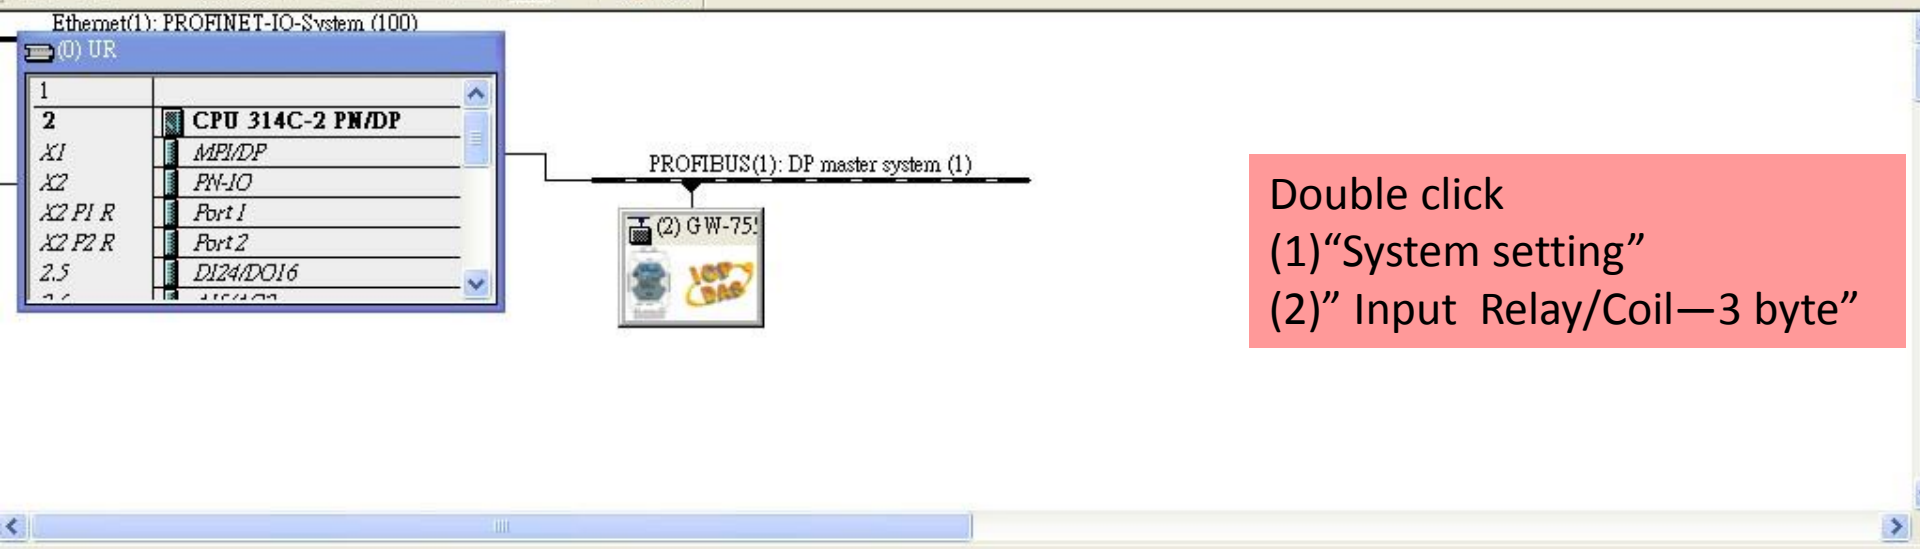 Ethernet(1): PROFINET-IO-System (100)
(0) UR
1
2 CPU 314C-2 PN/DP
X1 MPI/DP
X2 PN-IO
X2 P1 R Port 1
X2 P2 R Port 2
2.5 DI24/DO16
PROFIBUS(1): DP master system (1)
(2) GW-75
ICP
DAS
Double click
(1)“System setting”
(2)” Input Relay/Coil—3 byte”